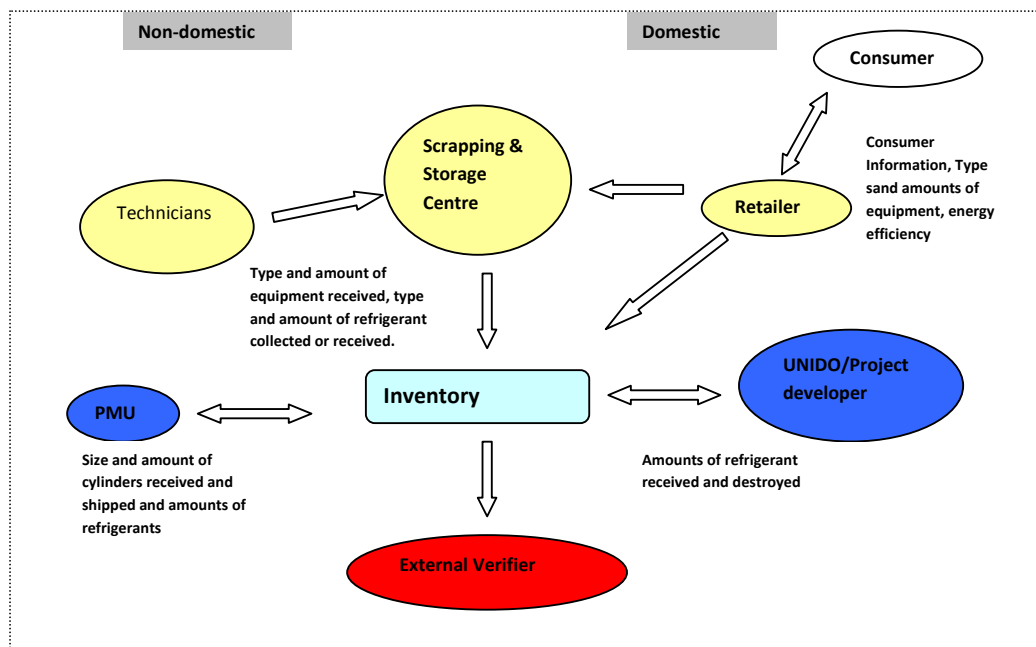 Non-domestic
Domestic
Consumer
Scrapping &
Storage
Centre
Consumer
Information, Type
sand amounts of
equipment, energy
efficiency
Technicians
Retailer
Type and amount of
equipment received, type
and amount of refrigerant
collected or received.
UNIDO/Project
developer
Inventory
PMU
Size and amount of
cylinders received and
shipped and amounts of
refrigerants
Amounts of refrigerant
received and destroyed
External Verifier